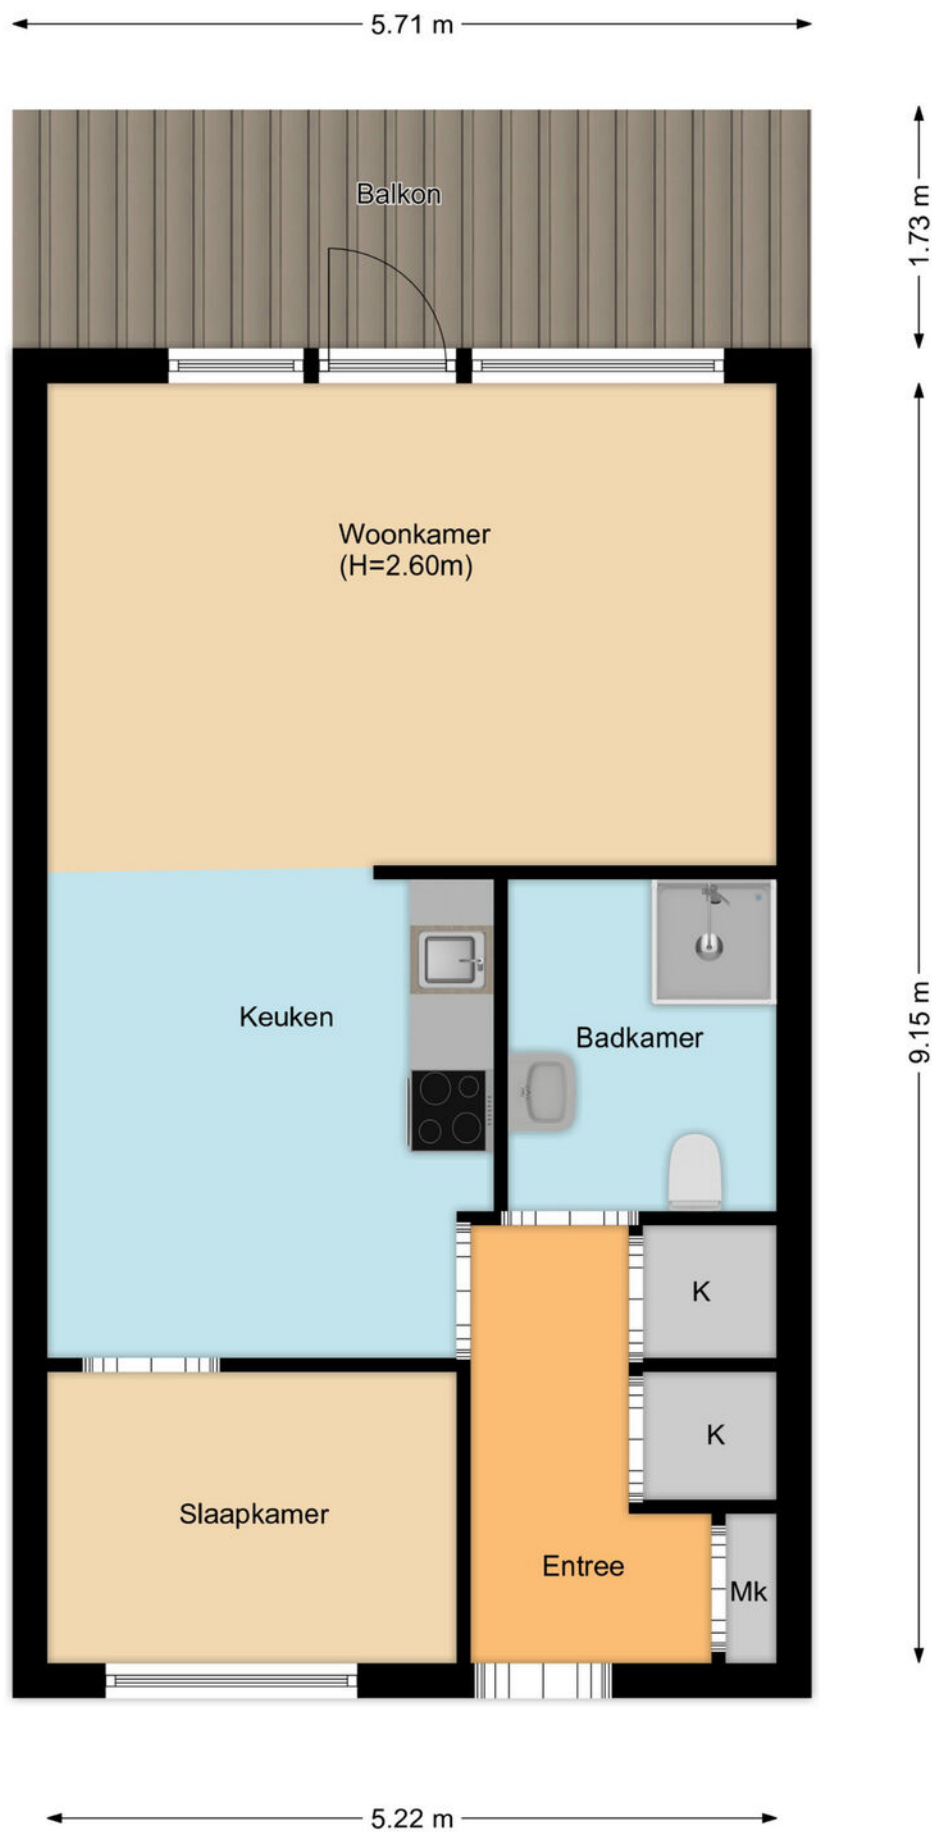 5.71 m
Balkon
1.73 m
Woonkamer
(H=2.60m)
Keuken
Badkamer
9.15 m
K
K
Slaapkamer
Entree
Mk
5.22 m